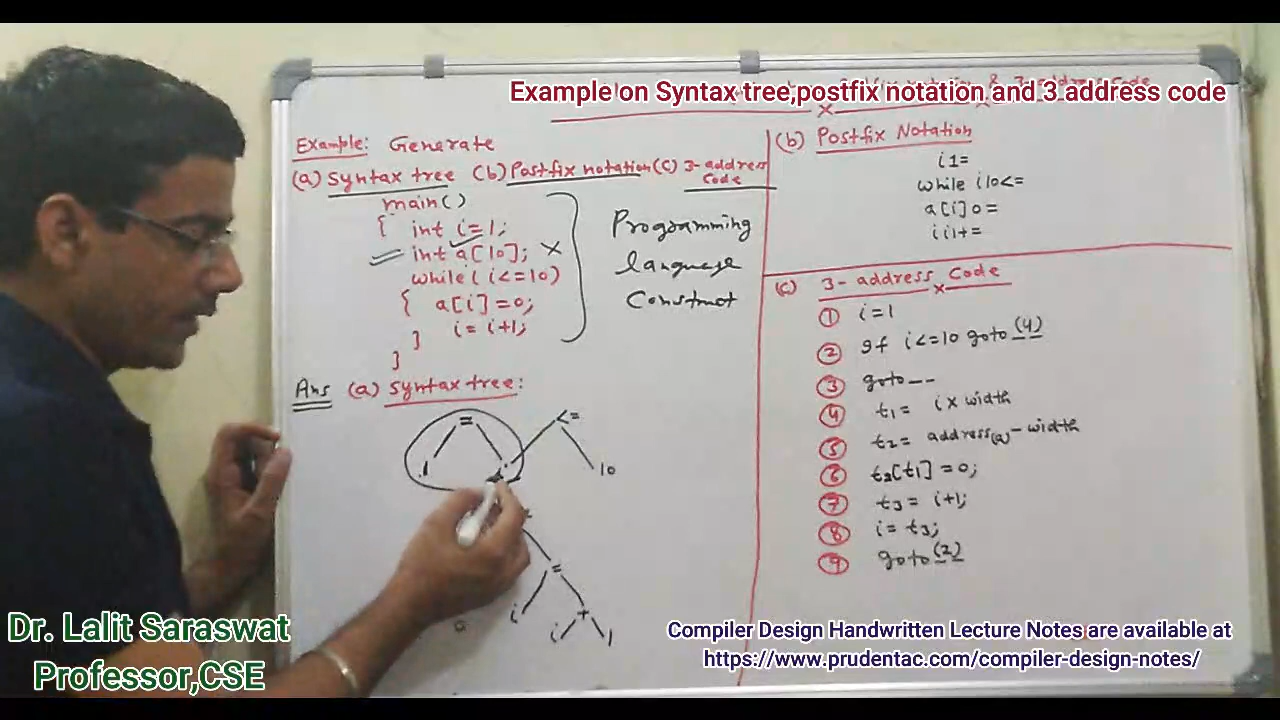 Example on Syntax tree,postfix notation and 3 address code
Example: Generate
(a) Syntax tree (b) Postfix notation (c) 3-address code
main()
{ int i=1;
int a[10]; ×
while(i<=10)
{ a[i]=0;
i=i+1;
}
}
Programming
language
Construct
Ans (a) Syntax tree:
=
<=
10
=
i
+
i
1
a
(b) Postfix Notation
i1=
while i10<=
a[i]0=
ii1+=
(c) 3-address Code
① i=1
② If i<=10 goto (4)
③ goto --
④ t1= i x width
⑤ t2= address(a)-width
⑥ t2[t1]=0;
⑦ t3= i+1;
⑧ i= t3;
⑨ goto (2)
Dr. Lalit Saraswat
Professor,CSE
Compiler Design Handwritten Lecture Notes are available at
https://www.prudentac.com/compiler-design-notes/